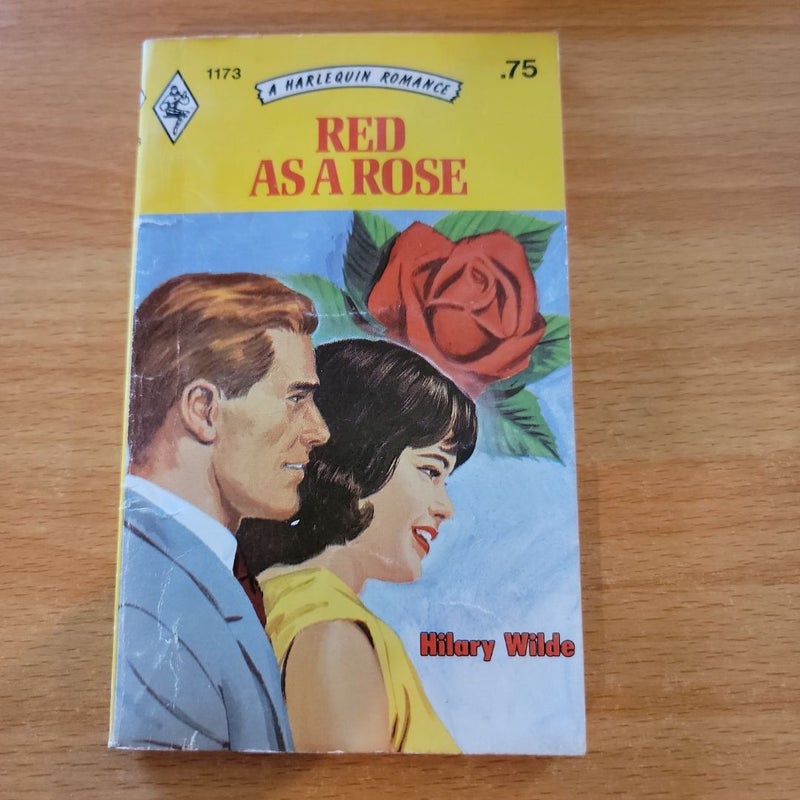 1173
A HARLEQUIN ROMANCE
.75
RED
AS A ROSE
Hilary Wilde